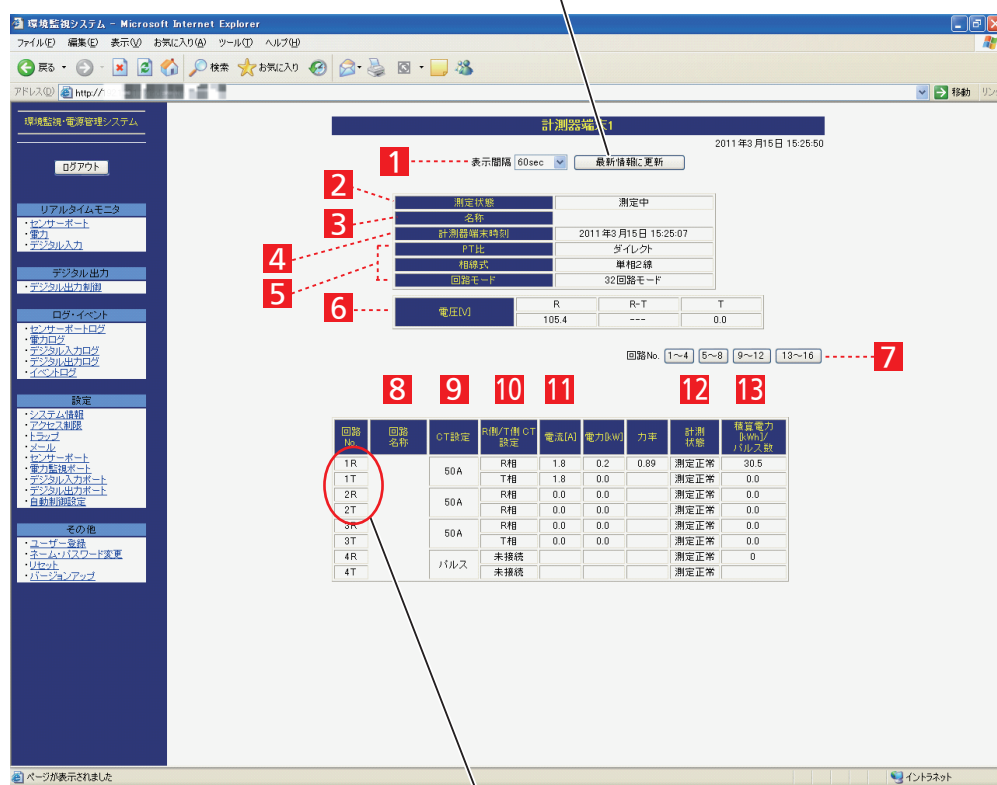 環境監視システム - Microsoft Internet Explorer
ファイル(F) 編集(E) 表示(V) お気に入り(A) ツール(T) ヘルプ(H)
戻る 検索 お気に入り
アドレス(D) http:// 移動 リン
環境監視・電源管理システム
ログアウト
リアルタイムモニタ
・センサーポート
・電力
・デジタル入力
デジタル出力
・デジタル出力制御
ログ・イベント
・センサーポートログ
・電力ログ
・デジタル入力ログ
・デジタル出力ログ
・イベントログ
設定
・システム情報
・アクセス制限
・トラップ
・メール
・センサーポート
・電力監視ポート
・デジタル入力ポート
・デジタル出力ポート
・自動制御設定
その他
・ユーザー登録
・ネーム・パスワード変更
・リセット
・バージョンアップ
計測器端末1
2011年3月15日 15:25:50
1 表示間隔 60sec 最新情報に更新
2 測定状態 測定中
3 名称
4 計測器端末時刻 2011年3月15日 15:25:07
5 PT比 ダイレクト
相線式 単相2線
回路モード 32回路モード
6 電圧[V] R R-T T
105.4 --- 0.0
回路No. 1～4 5～8 9～12 13～16 7
8 9 10 11 12 13
回路No. 回路名称 CT設定 R側/T側 CT設定 電流[A] 電力[kW] 力率 計測状態 積算電力[kWh]/パルス数
1R 50A R相 1.8 0.2 0.89 測定正常 30.5
1T T相 1.8 0.0 測定正常 0.0
2R 50A R相 0.0 0.0 測定正常 0.0
2T R相 0.0 0.0 測定正常 0.0
3R 50A R相 0.0 0.0 測定正常 0.0
3T T相 0.0 0.0 測定正常 0.0
4R パルス 未接続 測定正常 0
4T 未接続 測定正常
ページが表示されました イントラネット